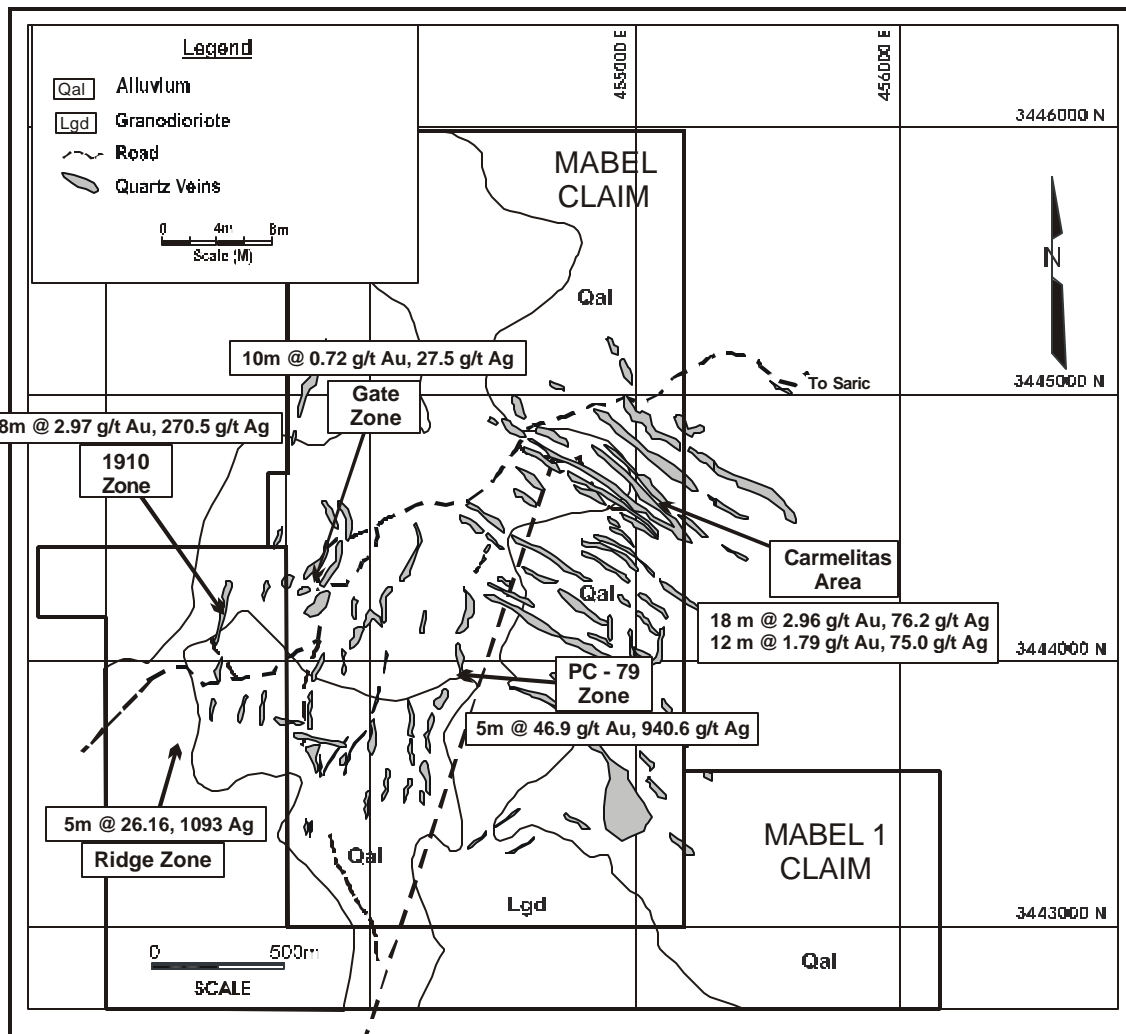 Legend
Qal Alluvium
Lgd Granodioriote
Road
Quartz Veins
0 4m 8m
Scale (M)
455000 E
456000 E
3446000 N
MABEL
CLAIM
N
Qal
10m @ 0.72 g/t Au, 27.5 g/t Ag
Gate
Zone
3445000 N
To Saric
8m @ 2.97 g/t Au, 270.5 g/t Ag
1910
Zone
Carmelitas
Area
Qal
18 m @ 2.96 g/t Au, 76.2 g/t Ag
12 m @ 1.79 g/t Au, 75.0 g/t Ag
3444000 N
PC - 79
Zone
5m @ 46.9 g/t Au, 940.6 g/t Ag
5m @ 26.16, 1093 Ag
Ridge Zone
MABEL 1
CLAIM
Qal
Lgd
3443000 N
0 500m
SCALE
Qal